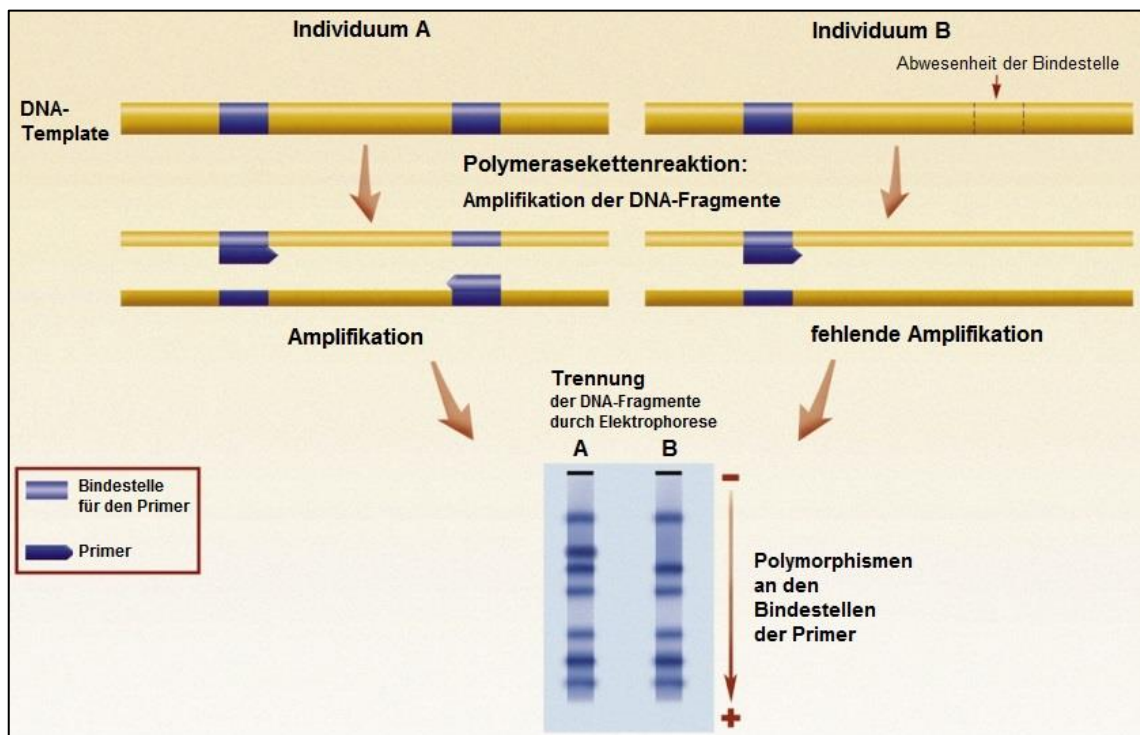 Individuum A
Individuum B
Abwesenheit der Bindestelle
DNA-
Template
Polymerasekettenreaktion:
Amplifikation der DNA-Fragmente
Amplifikation
fehlende Amplifikation
Trennung
der DNA-Fragmente
durch Elektrophorese
A
B
Bindestelle
für den Primer
Primer
Polymorphismen
an den
Bindestellen
der Primer